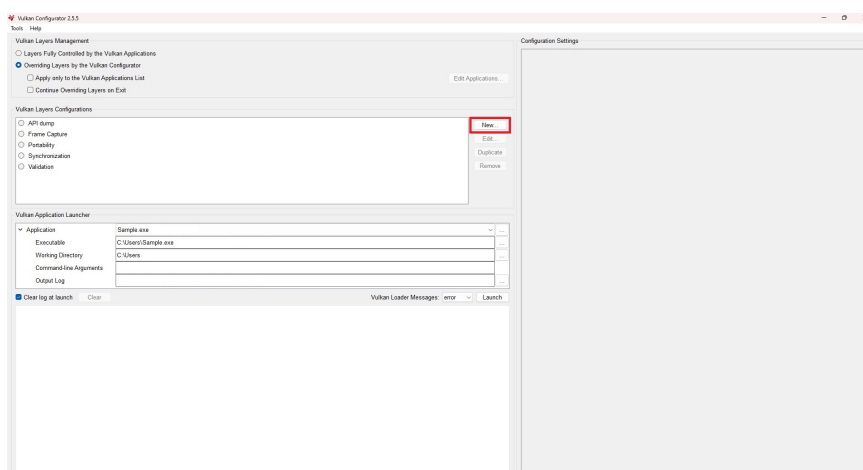 Vulkan Configurator 2.5.5
Tools Help
Vulkan Layers Management
Layers Fully Controlled by the Vulkan Applications
Overriding Layers by the Vulkan Configurator
Apply only to the Vulkan Applications List
Edit Applications...
Continue Overriding Layers on Exit
Vulkan Layers Configurations
API dump
Frame Capture
Portability
Synchronization
Validation
New...
Edit...
Duplicate
Remove
Vulkan Application Launcher
Application Sample.exe ...
Executable C:\Users\Sample.exe ...
Working Directory C:\Users ...
Command-line Arguments
Output Log ...
Clear log at launch Clear Vulkan Loader Messages: error Launch
Configuration Settings